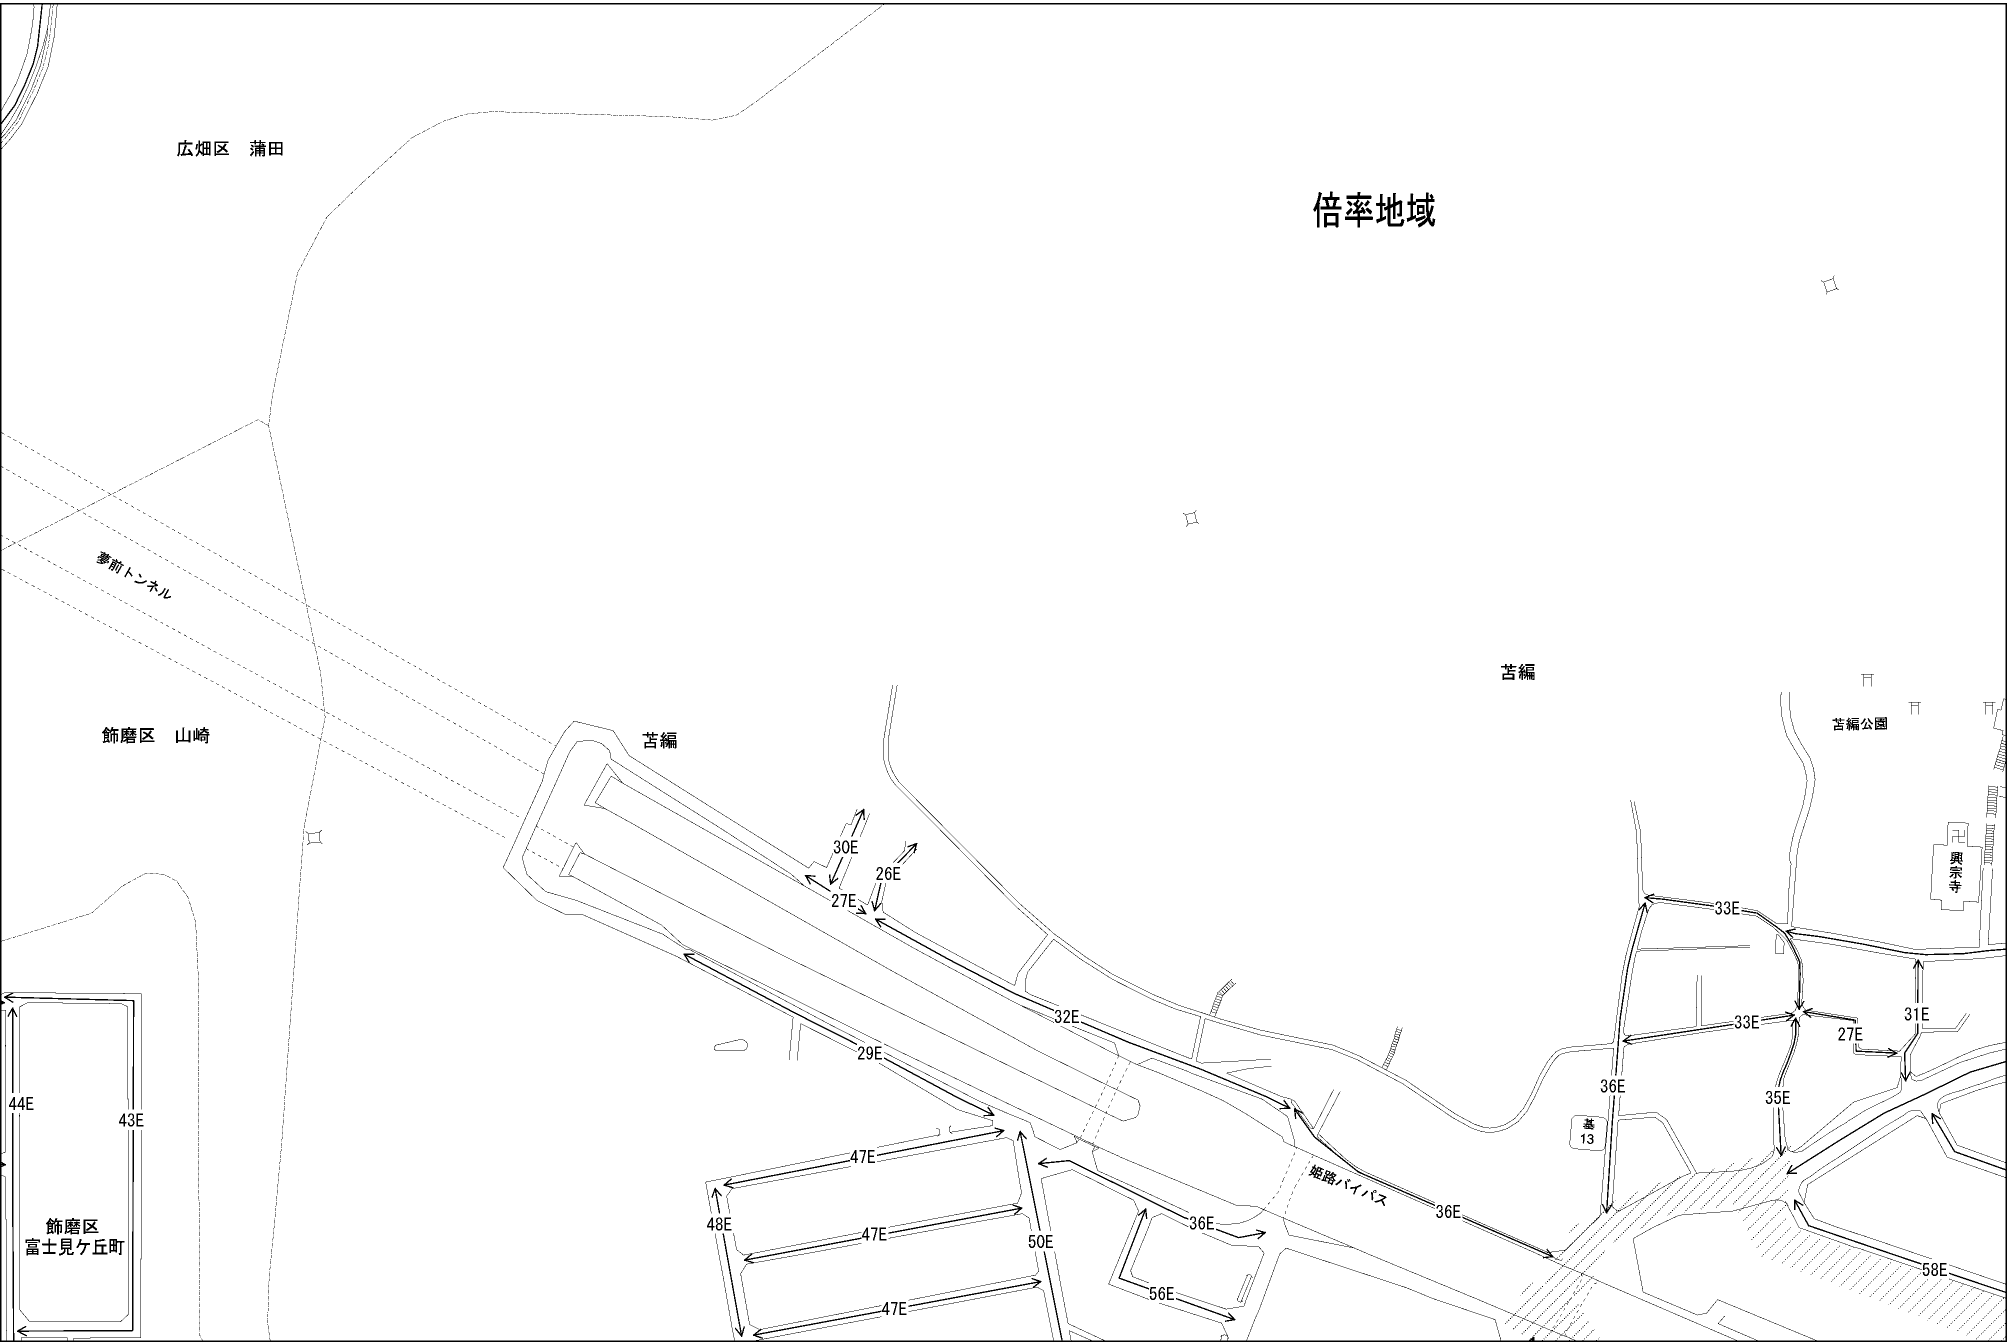 広畑区　蒲田
倍率地域
夢前トンネル
苫編
苫編公園
飾磨区　山崎
苫編
30E
興宗寺
26E
27E
33E
32E
33E
31E
27E
29E
36E
35E
44E
43E
基
13
47E
姫路バイパス
48E
36E
36E
飾磨区
富士見ケ丘町
47E
50E
58E
56E
47E